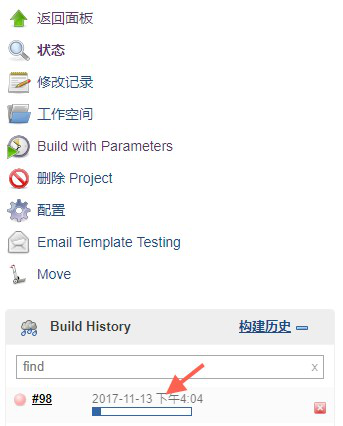 返回面板
状态
修改记录
工作空间
Build with Parameters
删除 Project
配置
Email Template Testing
Move
Build History 构建历史
find x
#98 2017-11-13 下午4:04